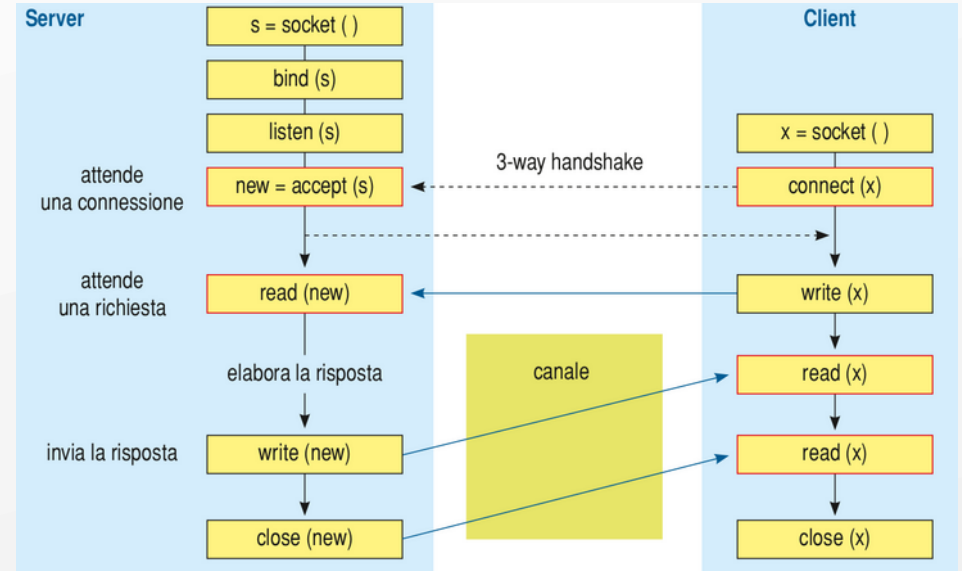 Server
Client
s = socket ( )
bind (s)
listen (s)
x = socket ( )
3-way handshake
attende
una connessione
new = accept (s)
connect (x)
attende
una richiesta
read (new)
write (x)
elabora la risposta
canale
read (x)
invia la risposta
write (new)
read (x)
close (new)
close (x)